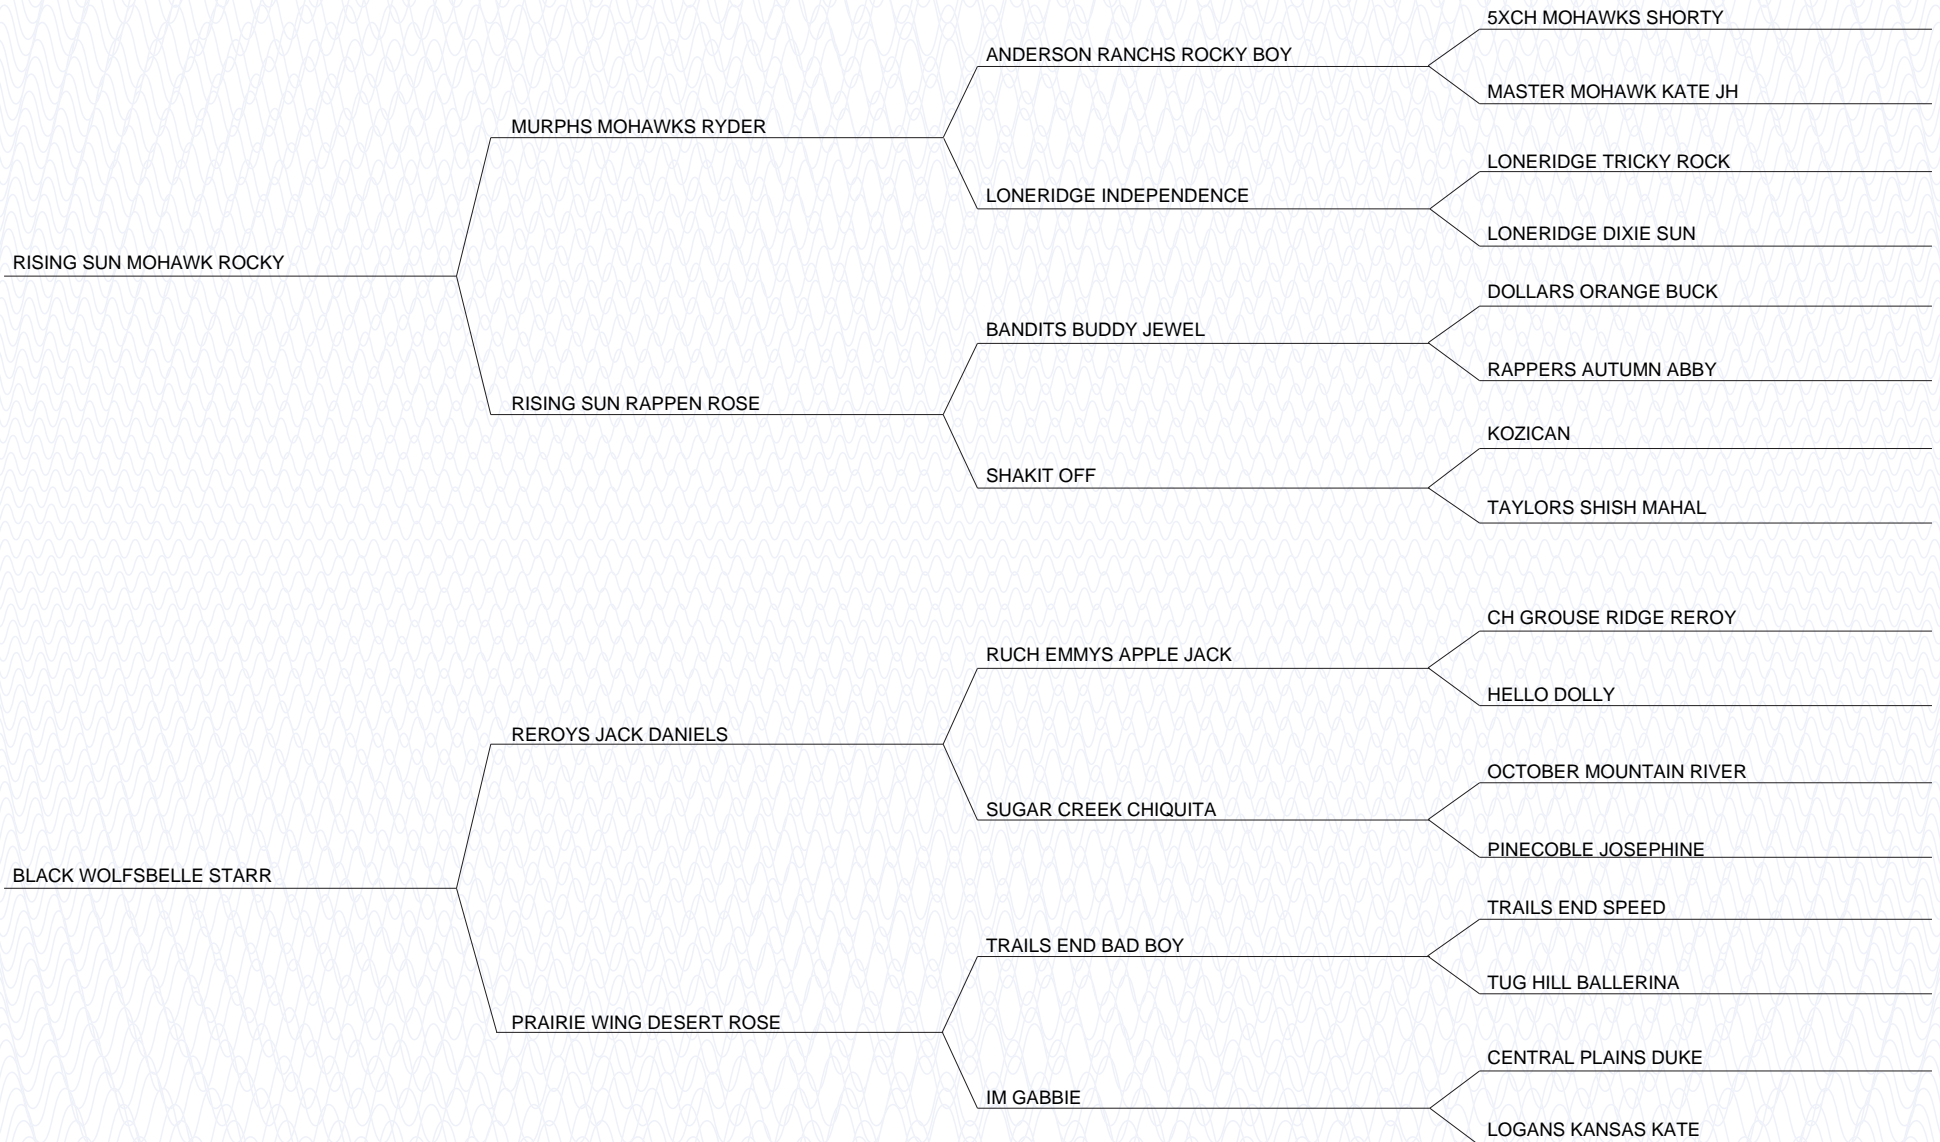 5XCH MOHAWKS SHORTY
ANDERSON RANCHS ROCKY BOY
MASTER MOHAWK KATE JH
MURPHS MOHAWKS RYDER
LONERIDGE TRICKY ROCK
LONERIDGE INDEPENDENCE
LONERIDGE DIXIE SUN
RISING SUN MOHAWK ROCKY
DOLLARS ORANGE BUCK
BANDITS BUDDY JEWEL
RAPPERS AUTUMN ABBY
RISING SUN RAPPEN ROSE
KOZICAN
SHAKIT OFF
TAYLORS SHISH MAHAL
CH GROUSE RIDGE REROY
RUCH EMMYS APPLE JACK
HELLO DOLLY
REROYS JACK DANIELS
OCTOBER MOUNTAIN RIVER
SUGAR CREEK CHIQUITA
PINECOBLE JOSEPHINE
BLACK WOLFSBELLE STARR
TRAILS END SPEED
TRAILS END BAD BOY
TUG HILL BALLERINA
PRAIRIE WING DESERT ROSE
CENTRAL PLAINS DUKE
IM GABBIE
LOGANS KANSAS KATE